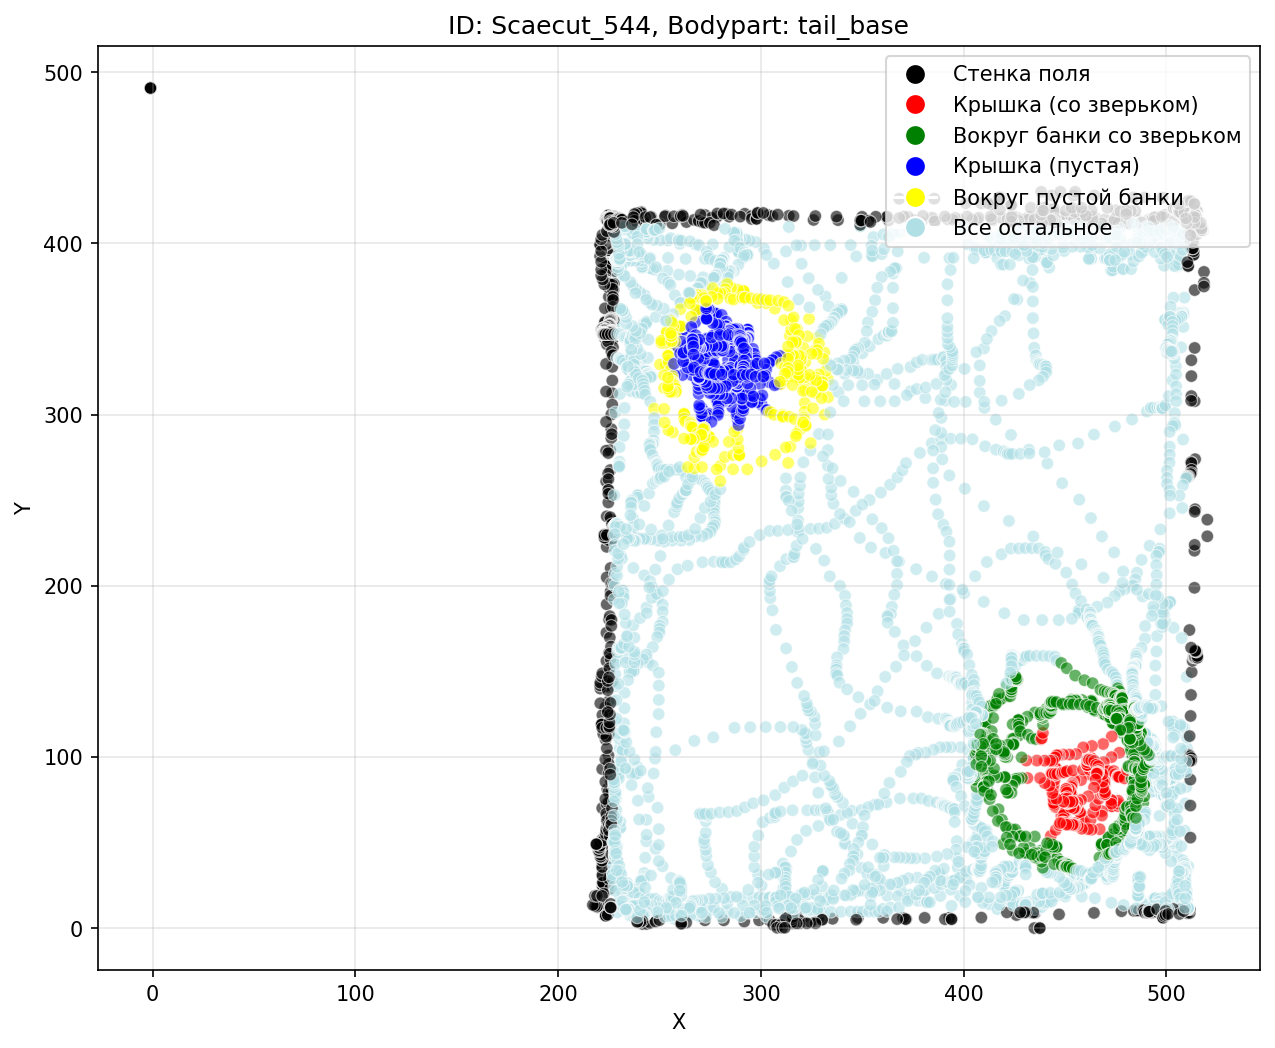 ID: Scaecut_544, Bodypart: tail_base
Стенка поля
Крышка (со зверьком)
Вокруг банки со зверьком
Крышка (пустая)
Вокруг пустой банки
Все остальное
500
400
300
200
100
0
Y
0 100 200 300 400 500
X